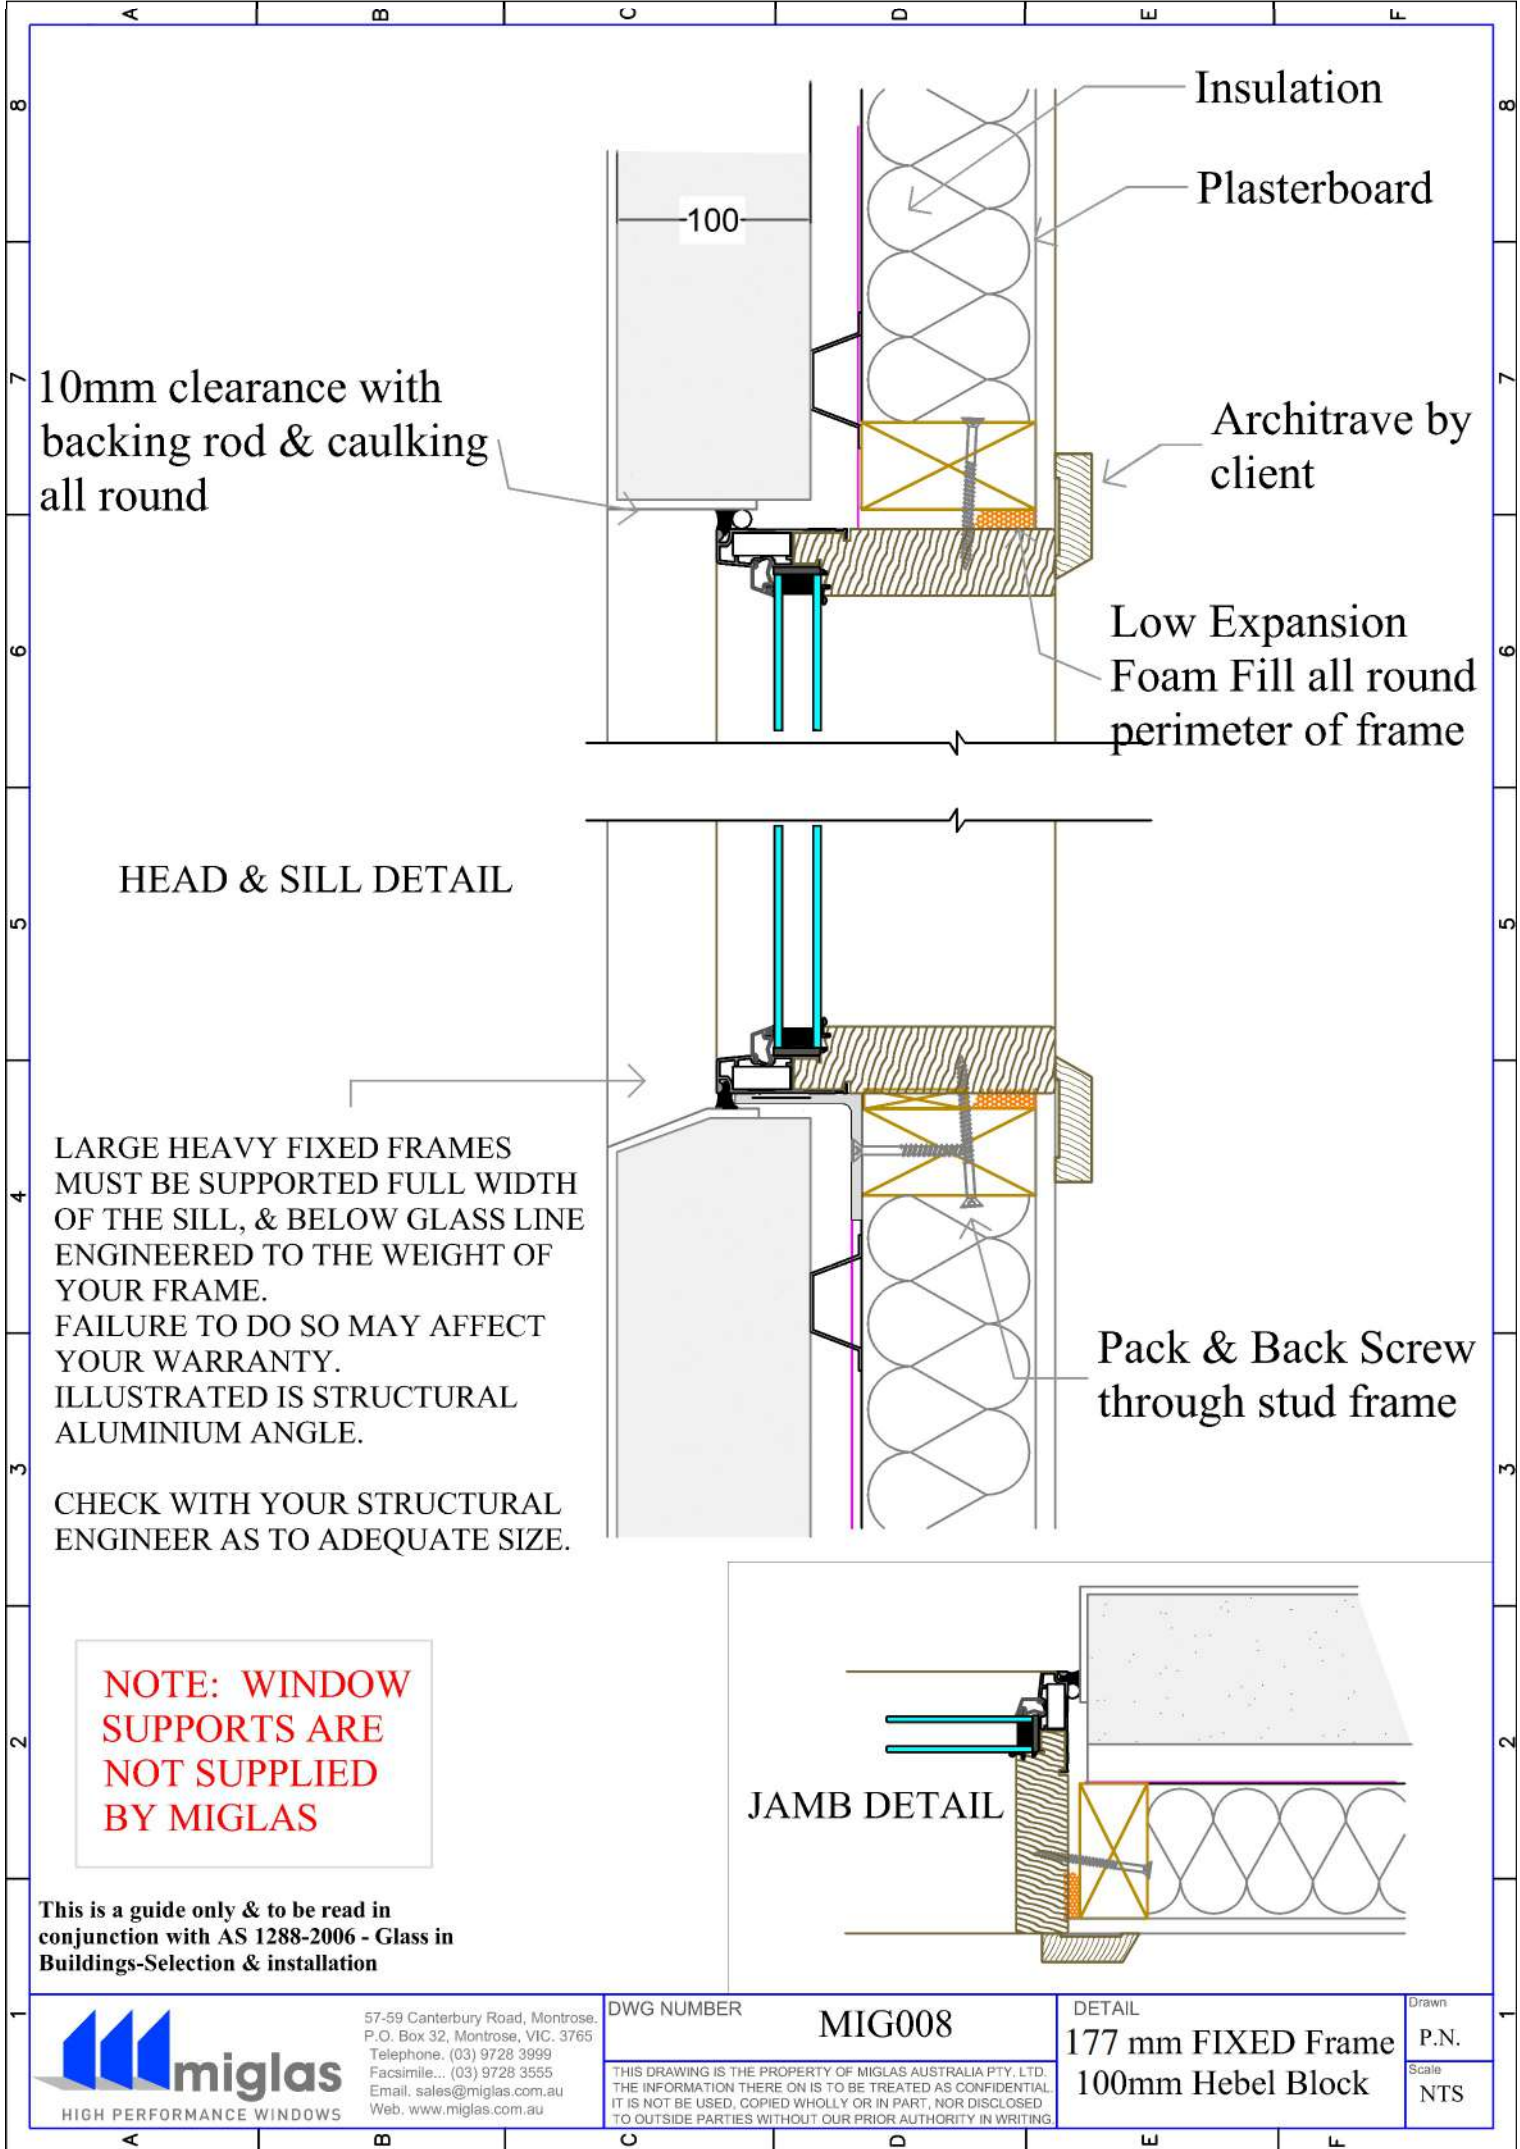 A B C D E F
8
8
Insulation
Plasterboard
100
7
7
10mm clearance with
backing rod & caulking
all round
Architrave by
client
6
6
Low Expansion
Foam Fill all round
perimeter of frame
HEAD & SILL DETAIL
5
5
LARGE HEAVY FIXED FRAMES
MUST BE SUPPORTED FULL WIDTH
OF THE SILL, & BELOW GLASS LINE
ENGINEERED TO THE WEIGHT OF
YOUR FRAME.
FAILURE TO DO SO MAY AFFECT
YOUR WARRANTY.
ILLUSTRATED IS STRUCTURAL
ALUMINIUM ANGLE.
4
4
Pack & Back Screw
through stud frame
3
3
CHECK WITH YOUR STRUCTURAL
ENGINEER AS TO ADEQUATE SIZE.
NOTE: WINDOW
SUPPORTS ARE
NOT SUPPLIED
BY MIGLAS
2
2
JAMB DETAIL
This is a guide only & to be read in
conjunction with AS 1288-2006 - Glass in
Buildings-Selection & installation
1
1
miglas
HIGH PERFORMANCE WINDOWS
57-59 Canterbury Road, Montrose.
P.O. Box 32, Montrose, VIC. 3765
Telephone. (03) 9728 3999
Facsimile... (03) 9728 3555
Email. sales@miglas.com.au
Web. www.miglas.com.au
DWG NUMBER
MIG008
THIS DRAWING IS THE PROPERTY OF MIGLAS AUSTRALIA PTY. LTD.
THE INFORMATION THERE ON IS TO BE TREATED AS CONFIDENTIAL.
IT IS NOT BE USED, COPIED WHOLLY OR IN PART, NOR DISCLOSED
TO OUTSIDE PARTIES WITHOUT OUR PRIOR AUTHORITY IN WRITING.
DETAIL
177 mm FIXED Frame
100mm Hebel Block
Drawn
P.N.
Scale
NTS
A B C D E F